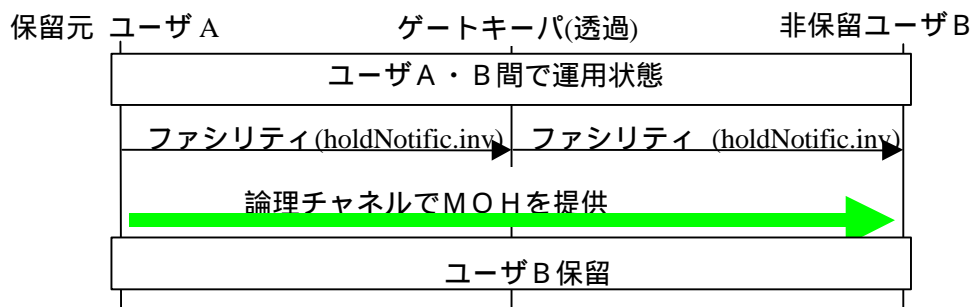 保留元 ユーザA ゲートキーパ(透過) 非保留ユーザB
ユーザA・B間で運用状態
ファシリティ(holdNotific.inv) ファシリティ (holdNotific.inv)
論理チャネルでMOHを提供
ユーザB保留